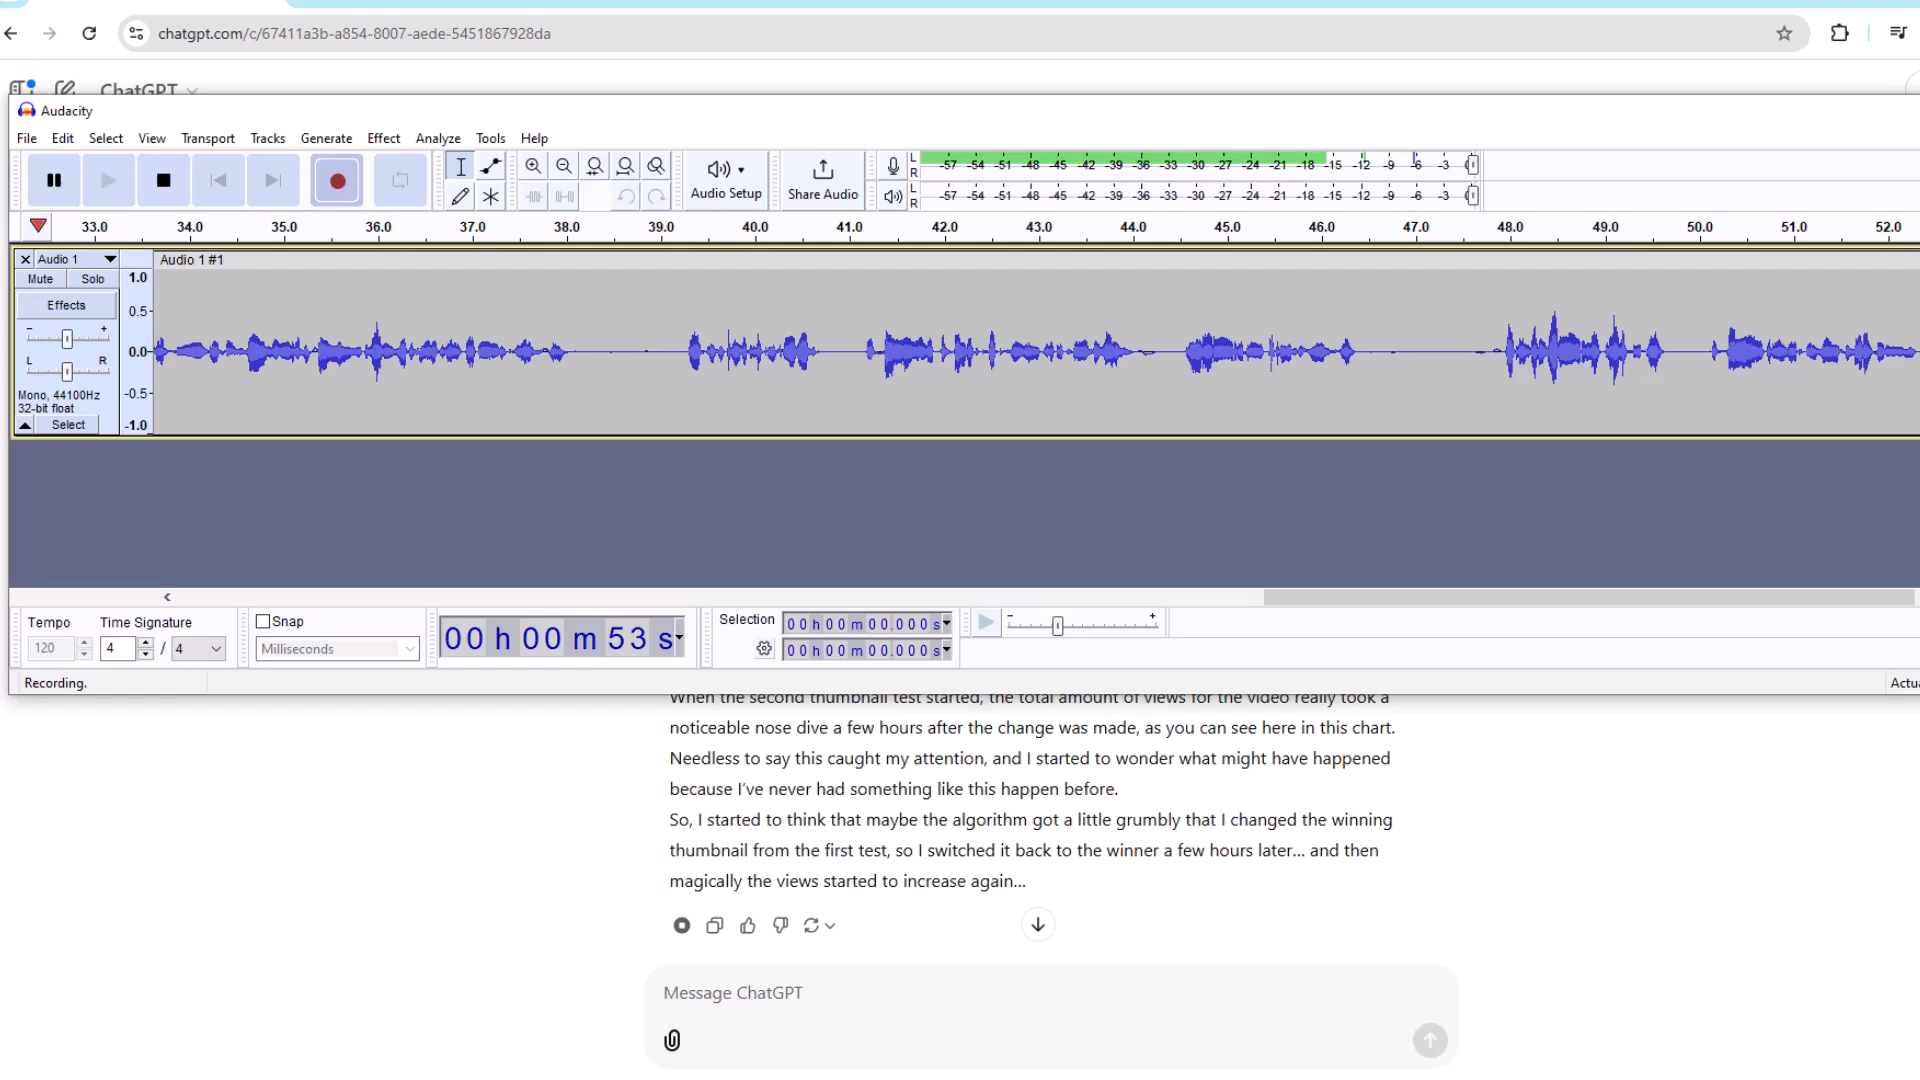 chatgpt.com/c/67411a3b-a854-8007-aede-5451867928da
ChatGPT
Audacity
File Edit Select View Transport Tracks Generate Effect Analyze Tools Help
Audio Setup
Share Audio
L
R
-57 -54 -51 -48 -45 -42 -39 -36 -33 -30 -27 -24 -21 -18 -15 -12 -9 -6 -3
L
R
-57 -54 -51 -48 -45 -42 -39 -36 -33 -30 -27 -24 -21 -18 -15 -12 -9 -6 -3
33.0 34.0 35.0 36.0 37.0 38.0 39.0 40.0 41.0 42.0 43.0 44.0 45.0 46.0 47.0 48.0 49.0 50.0 51.0 52.0
Audio 1
Audio 1 #1
Mute Solo
Effects
- +
L R
Mono, 44100Hz
32-bit float
Select
1.0
0.5
0.0
-0.5
-1.0
Tempo
120
Time Signature
4 / 4
Snap
Milliseconds
00 h 00 m 53 s
Selection
00 h 00 m 00.000 s
00 h 00 m 00.000 s
- +
Recording.
Actua
When the second thumbnail test started, the total amount of views for the video really took a
noticeable nose dive a few hours after the change was made, as you can see here in this chart.
Needless to say this caught my attention, and I started to wonder what might have happened
because I've never had something like this happen before.
So, I started to think that maybe the algorithm got a little grumbly that I changed the winning
thumbnail from the first test, so I switched it back to the winner a few hours later... and then
magically the views started to increase again...
Message ChatGPT